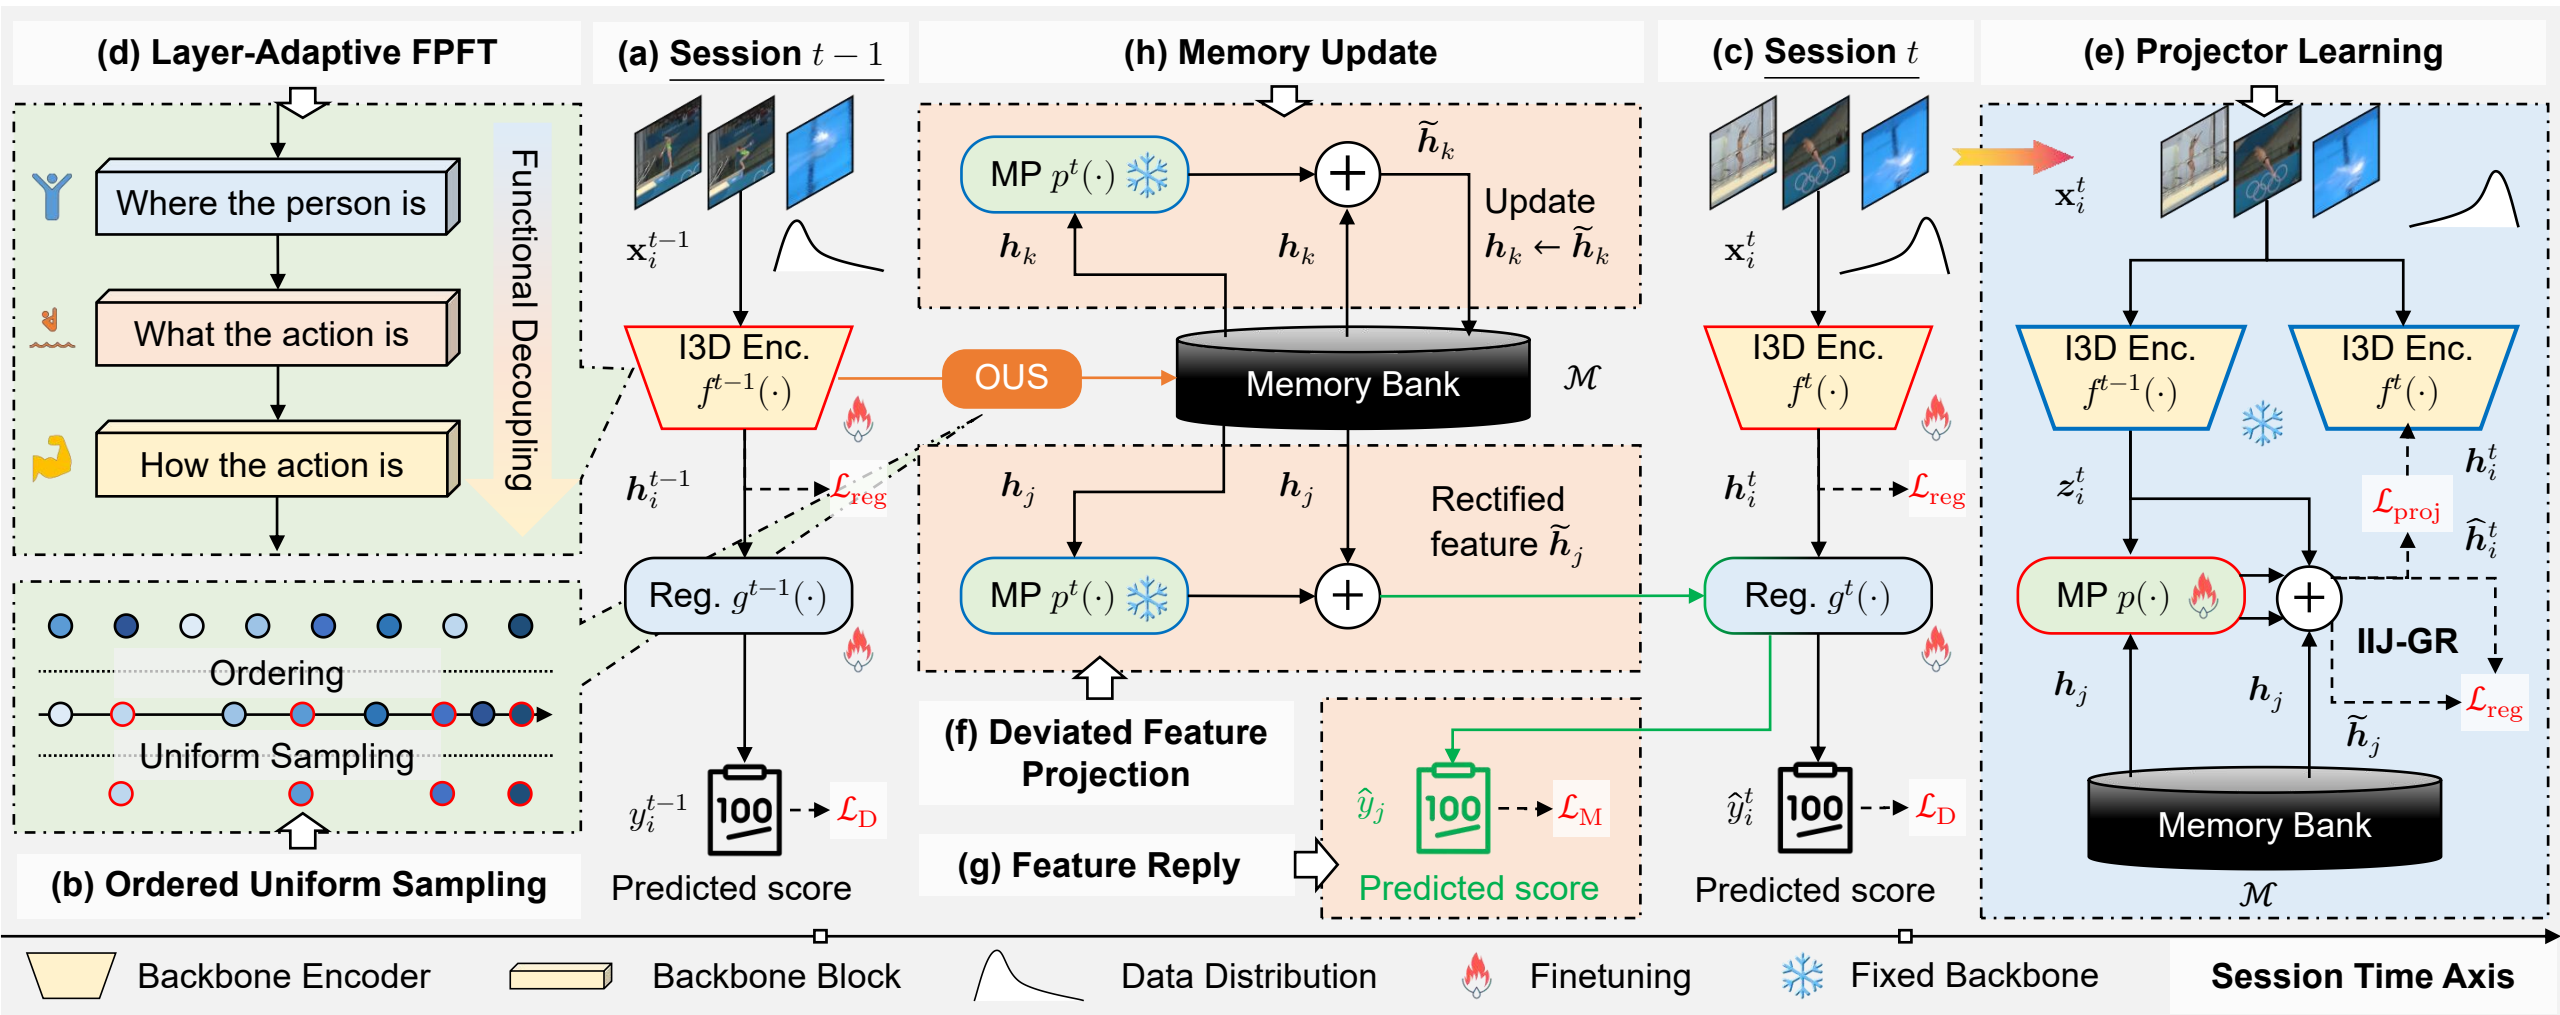 (d) Layer-Adaptive FPFT
Where the person is
What the action is
How the action is
Functional Decoupling
Ordering
Uniform Sampling
(b) Ordered Uniform Sampling
(a) Session t − 1
x_i^{t−1}
I3D Enc.
f^{t−1}(·)
h_i^{t−1}
ℒ_reg
Reg. g^{t−1}(·)
y_i^{t−1}
100
ℒ_D
Predicted score
OUS
(h) Memory Update
MP p^t(·)
h̃_k
h_k
h_k
Update
h_k ← h̃_k
Memory Bank
ℳ
h_j
h_j
Rectified
feature h̃_j
MP p^t(·)
(f) Deviated Feature
Projection
(g) Feature Reply
ŷ_j
100
ℒ_M
Predicted score
(c) Session t
x_i^t
I3D Enc.
f^t(·)
h_i^t
ℒ_reg
Reg. g^t(·)
ŷ_i^t
100
ℒ_D
Predicted score
(e) Projector Learning
x_i^t
I3D Enc.
f^{t−1}(·)
I3D Enc.
f^t(·)
z_i^t
h_i^t
ℒ_proj
ĥ_i^t
MP p(·)
IIJ-GR
h_j
h_j
h̃_j
ℒ_reg
Memory Bank
ℳ
Backbone Encoder
Backbone Block
Data Distribution
Finetuning
Fixed Backbone
Session Time Axis